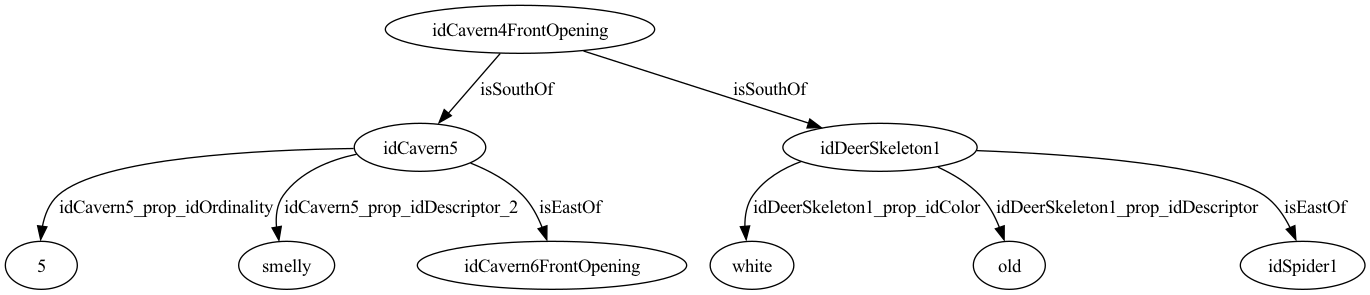 idCavern4FrontOpening
isSouthOf
isSouthOf
idCavern5
idDeerSkeleton1
idCavern5_prop_idOrdinality
idCavern5_prop_idDescriptor_2
isEastOf
idDeerSkeleton1_prop_idColor
idDeerSkeleton1_prop_idDescriptor
isEastOf
5
smelly
idCavern6FrontOpening
white
old
idSpider1